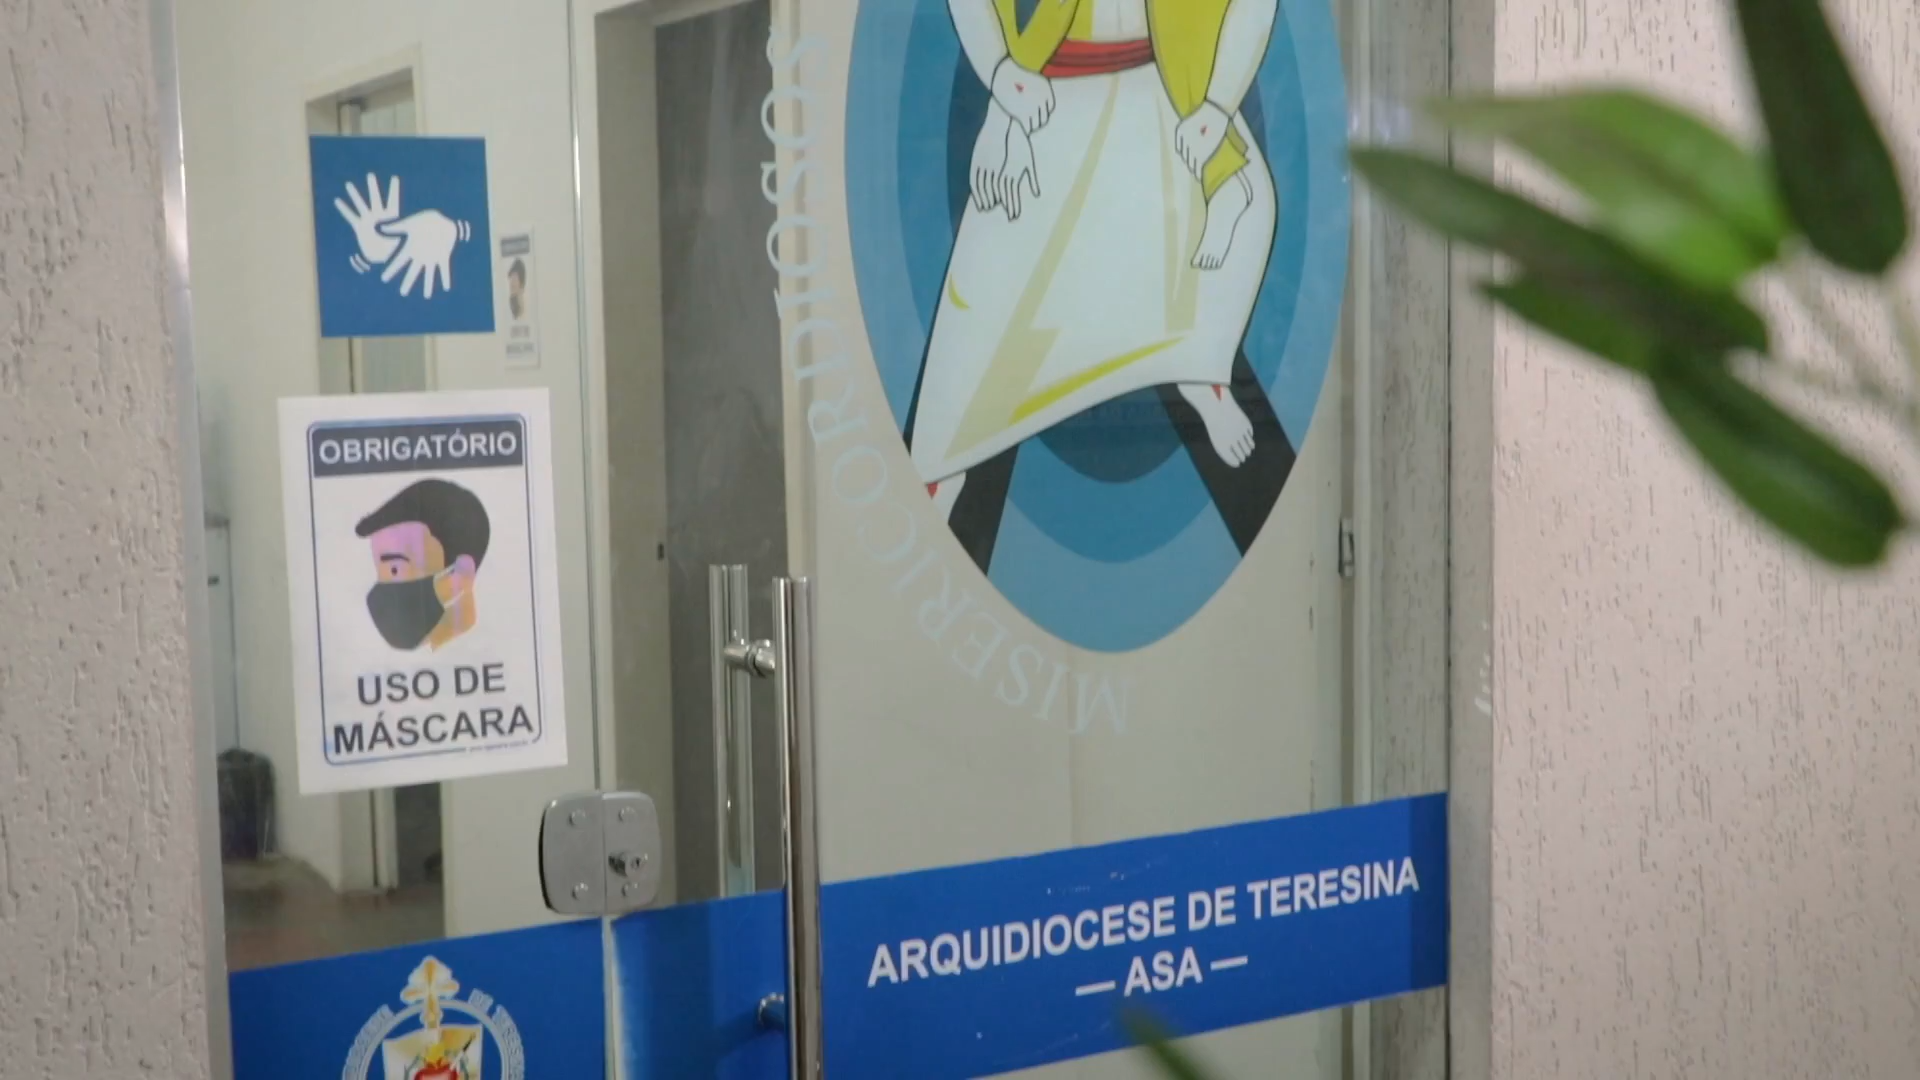 OBRIGATÓRIO
USO DE
MÁSCARA
MISERICORDIOSOS
ARQUIDIOCESE DE TERESINA
— ASA —